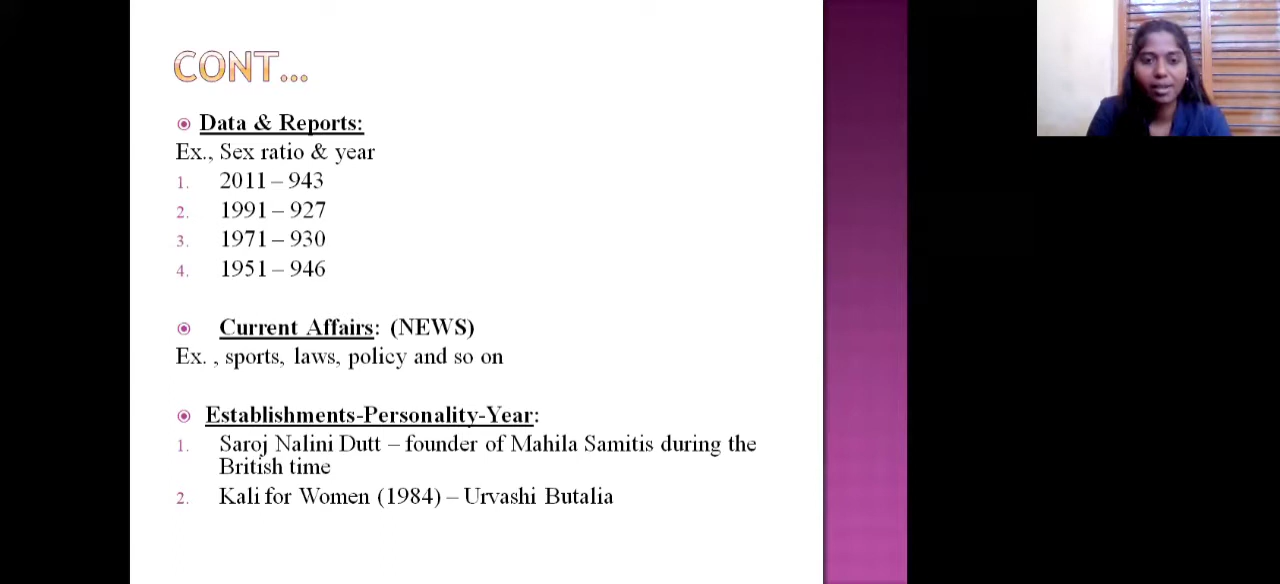 CONT...
Data & Reports:
Ex., Sex ratio & year
1. 2011 – 943
2. 1991 – 927
3. 1971 – 930
4. 1951 – 946
Current Affairs: (NEWS)
Ex. , sports, laws, policy and so on
Establishments-Personality-Year:
1. Saroj Nalini Dutt – founder of Mahila Samitis during the
British time
2. Kali for Women (1984) – Urvashi Butalia